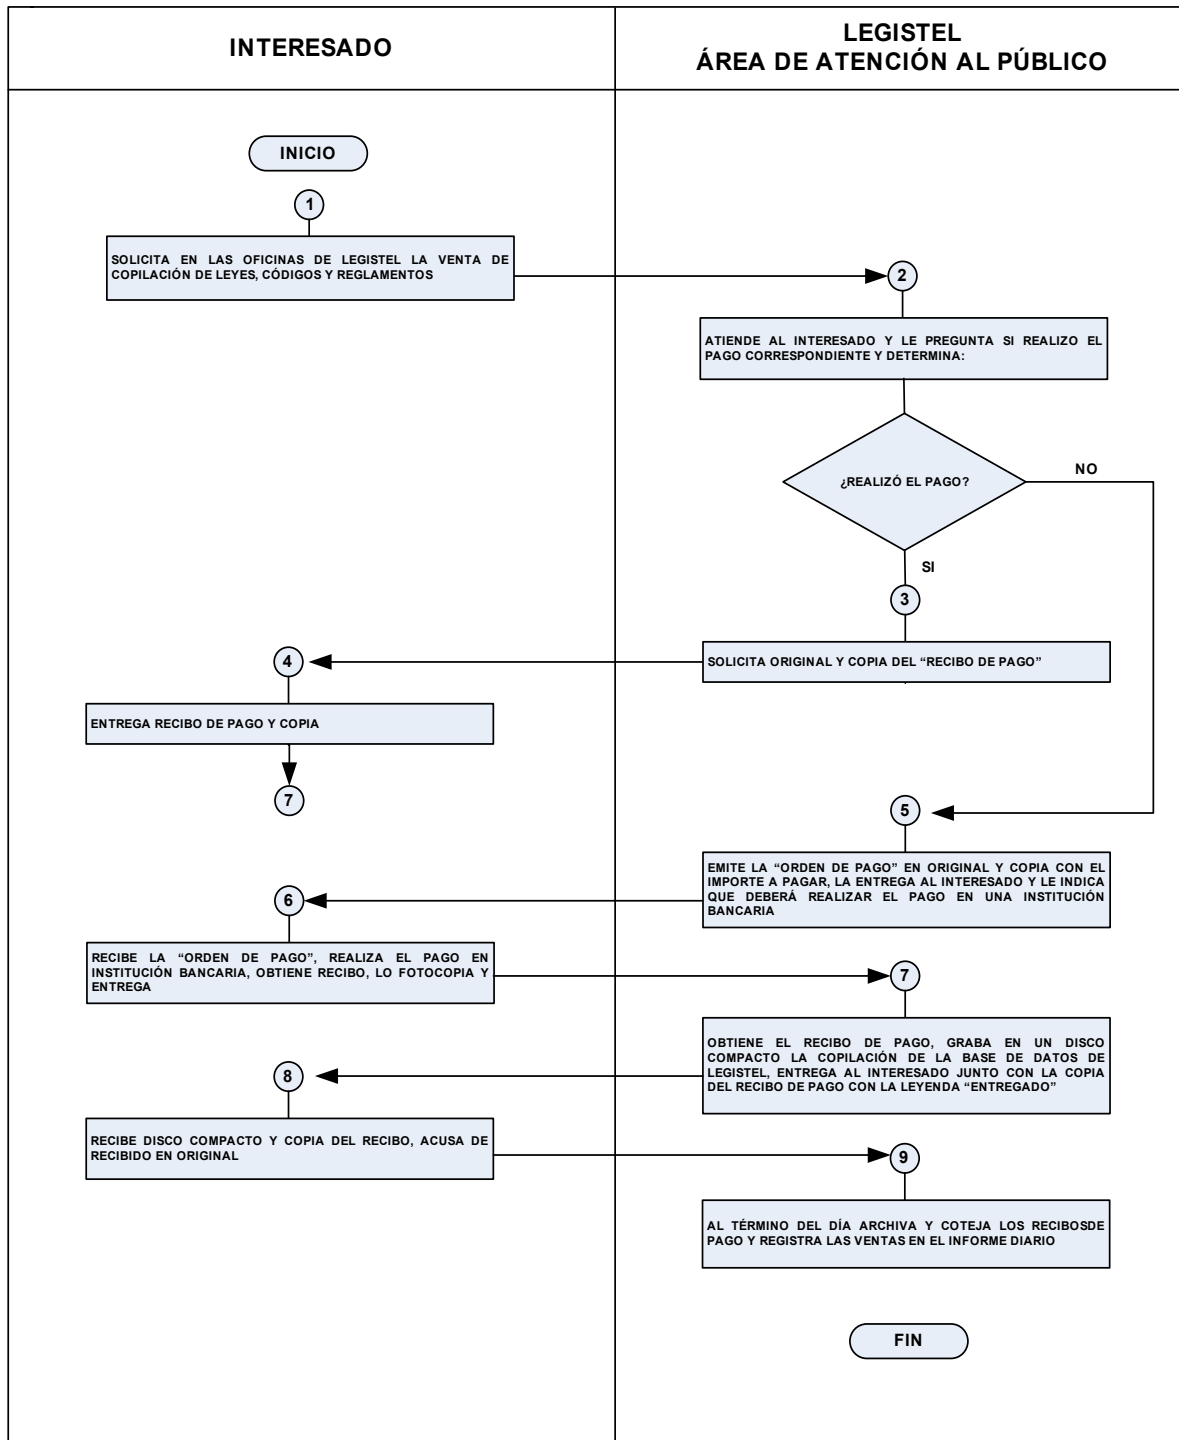 INTERESADO
LEGISTEL
ÁREA DE ATENCIÓN AL PÚBLICO
INICIO
1
SOLICITA EN LAS OFICINAS DE LEGISTEL LA VENTA DE
COPILACIÓN DE LEYES, CÓDIGOS Y REGLAMENTOS
2
ATIENDE AL INTERESADO Y LE PREGUNTA SI REALIZO EL
PAGO CORRESPONDIENTE Y DETERMINA:
¿REALIZÓ EL PAGO?
NO
SI
3
SOLICITA ORIGINAL Y COPIA DEL “RECIBO DE PAGO”
4
ENTREGA RECIBO DE PAGO Y COPIA
7
5
EMITE LA “ORDEN DE PAGO” EN ORIGINAL Y COPIA CON EL
IMPORTE A PAGAR, LA ENTREGA AL INTERESADO Y LE INDICA
QUE DEBERÁ REALIZAR EL PAGO EN UNA INSTITUCIÓN
BANCARIA
6
RECIBE LA “ORDEN DE PAGO”, REALIZA EL PAGO EN
INSTITUCIÓN BANCARIA, OBTIENE RECIBO, LO FOTOCOPIA Y
ENTREGA
7
OBTIENE EL RECIBO DE PAGO, GRABA EN UN DISCO
COMPACTO LA COPILACIÓN DE LA BASE DE DATOS DE
LEGISTEL, ENTREGA AL INTERESADO JUNTO CON LA COPIA
DEL RECIBO DE PAGO CON LA LEYENDA “ENTREGADO”
8
RECIBE DISCO COMPACTO Y COPIA DEL RECIBO, ACUSA DE
RECIBIDO EN ORIGINAL
9
AL TÉRMINO DEL DÍA ARCHIVA Y COTEJA LOS RECIBOSDE
PAGO Y REGISTRA LAS VENTAS EN EL INFORME DIARIO
FIN